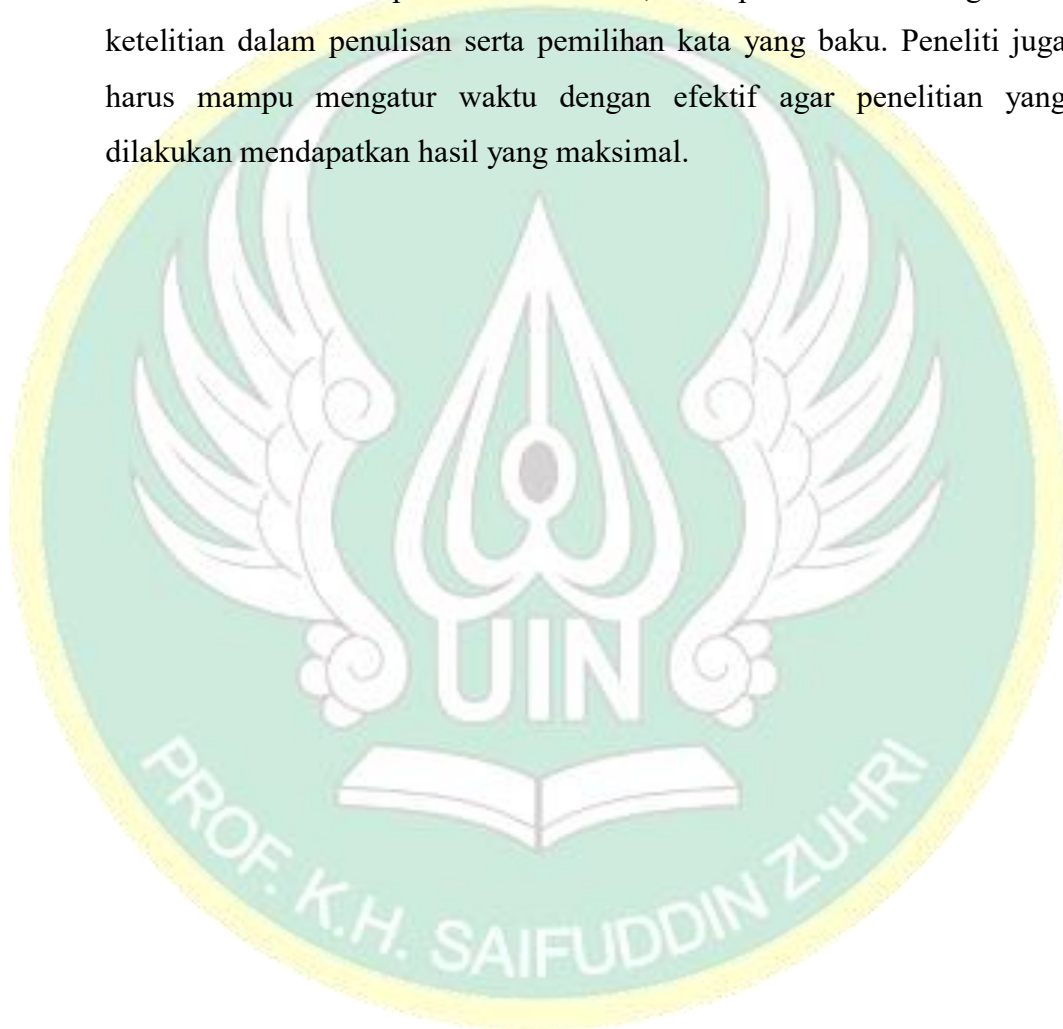 ketelitian dalam penulisan serta pemilihan kata yang baku. Peneliti juga
harus mampu mengatur waktu dengan efektif agar penelitian yang
dilakukan mendapatkan hasil yang maksimal.
UIN
PROF. K.H. SAIFUDDIN ZUHRI